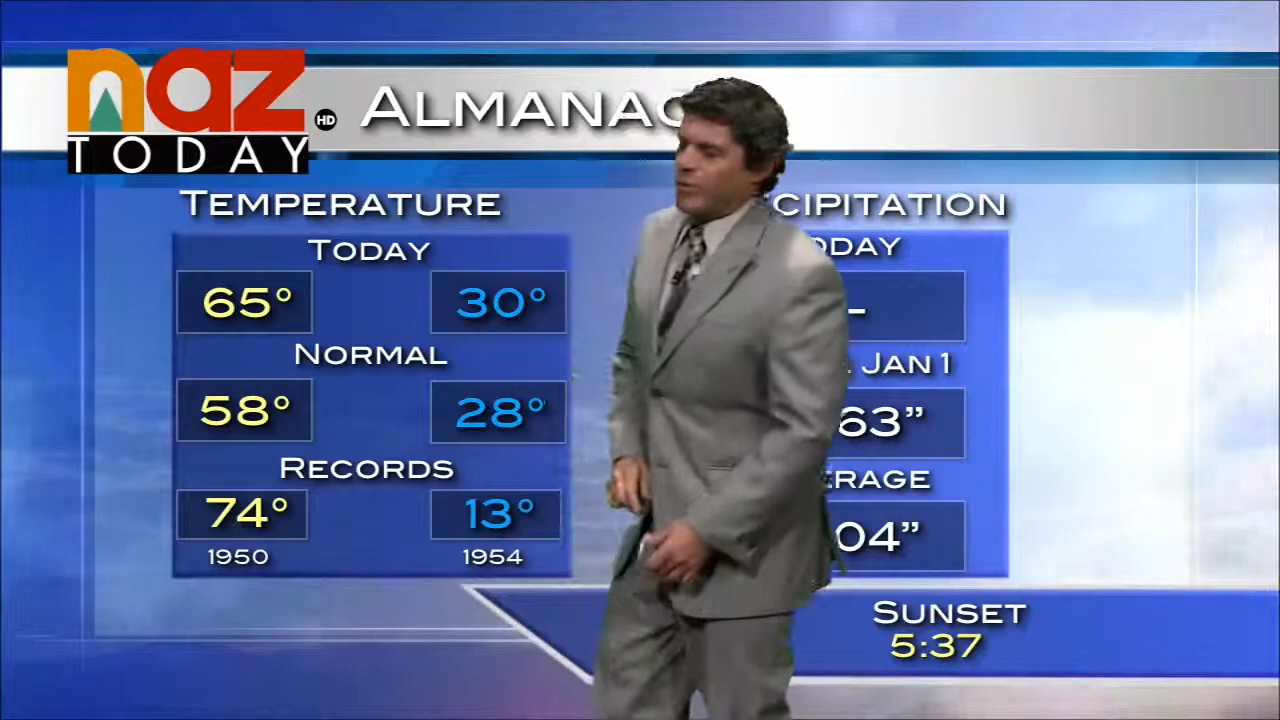 naz
TODAY
HD
ALMANAC
TEMPERATURE
TODAY
65° 30°
NORMAL
58° 28°
RECORDS
74° 13°
1950 1954
CIPITATION
ODAY
–
JAN 1
63”
ERAGE
04”
SUNSET
5:37